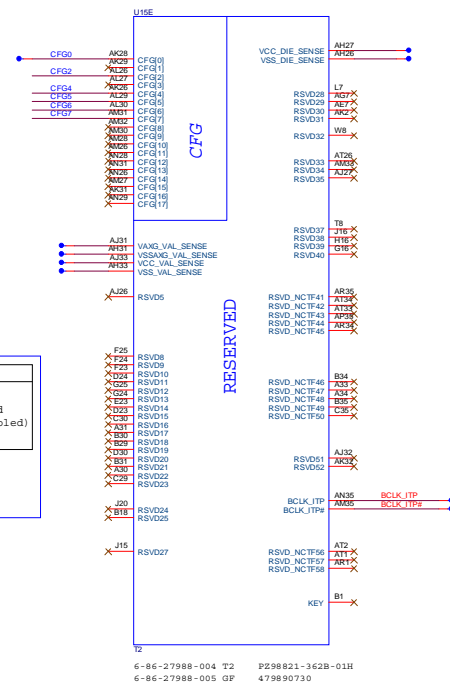 U15E
CFG0 AK28 CFG[0]
AK29 CFG[1]
CFG2 AL26 CFG[2]
AL27 CFG[3]
CFG4 AK26 CFG[4]
CFG5 AL29 CFG[5]
CFG6 AL30 CFG[6]
CFG7 AM31 CFG[7]
AM32 CFG[8]
AM30 CFG[9]
AM28 CFG[10]
AM26 CFG[11]
AN28 CFG[12]
AN31 CFG[13]
AN26 CFG[14]
AM27 CFG[15]
AK31 CFG[16]
AN29 CFG[17]
CFG
AJ31 VAXG_VAL_SENSE
AH31 VSSAXG_VAL_SENSE
AJ33 VCC_VAL_SENSE
AH33 VSS_VAL_SENSE
AJ26 RSVD5
F25 RSVD8
F24 RSVD9
F23 RSVD10
D24 RSVD11
G25 RSVD12
G24 RSVD13
E23 RSVD14
D23 RSVD15
C30 RSVD16
A31 RSVD17
B30 RSVD18
B29 RSVD19
D30 RSVD20
B31 RSVD21
A30 RSVD22
C29 RSVD23
J20 RSVD24
B18 RSVD25
J15 RSVD27
RESERVED
VCC_DIE_SENSE AH27
VSS_DIE_SENSE AH26
RSVD28 L7
RSVD29 AG7
RSVD30 AE7
RSVD31 AK2
RSVD32 W8
RSVD33 AT26
RSVD34 AM33
RSVD35 AJ27
RSVD37 T8
RSVD38 J16
RSVD39 H16
RSVD40 G16
RSVD_NCTF41 AR35
RSVD_NCTF42 AT34
RSVD_NCTF43 AT33
RSVD_NCTF44 AP35
RSVD_NCTF45 AR34
RSVD_NCTF46 B34
RSVD_NCTF47 A33
RSVD_NCTF48 A34
RSVD_NCTF49 B35
RSVD_NCTF50 C35
RSVD51 AJ32
RSVD52 AK32
BCLK_ITP AN35 BCLK_ITP
BCLK_ITP# AM35 BCLK_ITP#
RSVD_NCTF56 AT2
RSVD_NCTF57 AT1
RSVD_NCTF58 AR1
KEY B1
T2
6-86-27988-004 T2 PZ98821-362B-01H
6-86-27988-005 GF 479890730